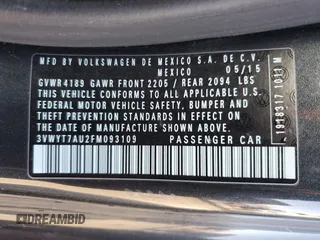 MFD BY VOLKSWAGEN DE MEXICO S.A. DE C.V.
MEXICO 05/15
GVWR 4189 GAWR FRONT 2205 / REAR 2094 LBS
THIS VEHICLE CONFORMS TO ALL APPLICABLE
FEDERAL MOTOR VEHICLE SAFETY, BUMPER AND
THEFT PREVENTION STANDARDS IN EFFECT ON
THE DATE OF MANUFACTURE SHOWN ABOVE.
3VWYT7AU2FM093109 PASSENGER CAR
DREAMBID